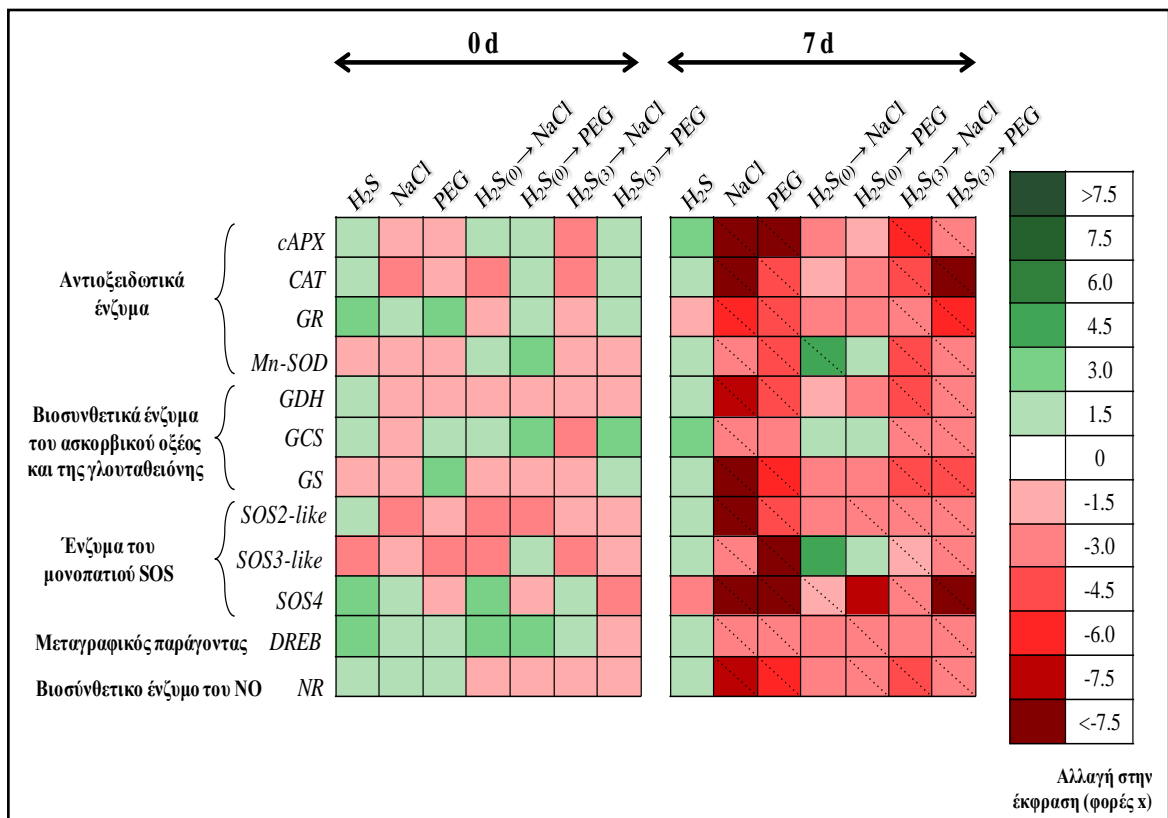 0 d
7 d
H₂S
NaCl
PEG
H₂S₍₀₎→ NaCl
H₂S₍₀₎→ PEG
H₂S₍₃₎→ NaCl
H₂S₍₃₎→ PEG
H₂S
NaCl
PEG
H₂S₍₀₎→ NaCl
H₂S₍₀₎→ PEG
H₂S₍₃₎→ NaCl
H₂S₍₃₎→ PEG
Αντιοξειδωτικά
ένζυμα
cAPX
CAT
GR
Mn-SOD
Βιοσυνθετικά ένζυμα
του ασκορβικού οξέος
και της γλουταθειόνης
GDH
GCS
GS
Ένζυμα του
μονοπατιού SOS
SOS2-like
SOS3-like
SOS4
Μεταγραφικός παράγοντας
DREB
Βιοσύνθετικο ένζυμο του NO
NR
>7.5
7.5
6.0
4.5
3.0
1.5
0
-1.5
-3.0
-4.5
-6.0
-7.5
<-7.5
Αλλαγή στην
έκφραση (φορές x)